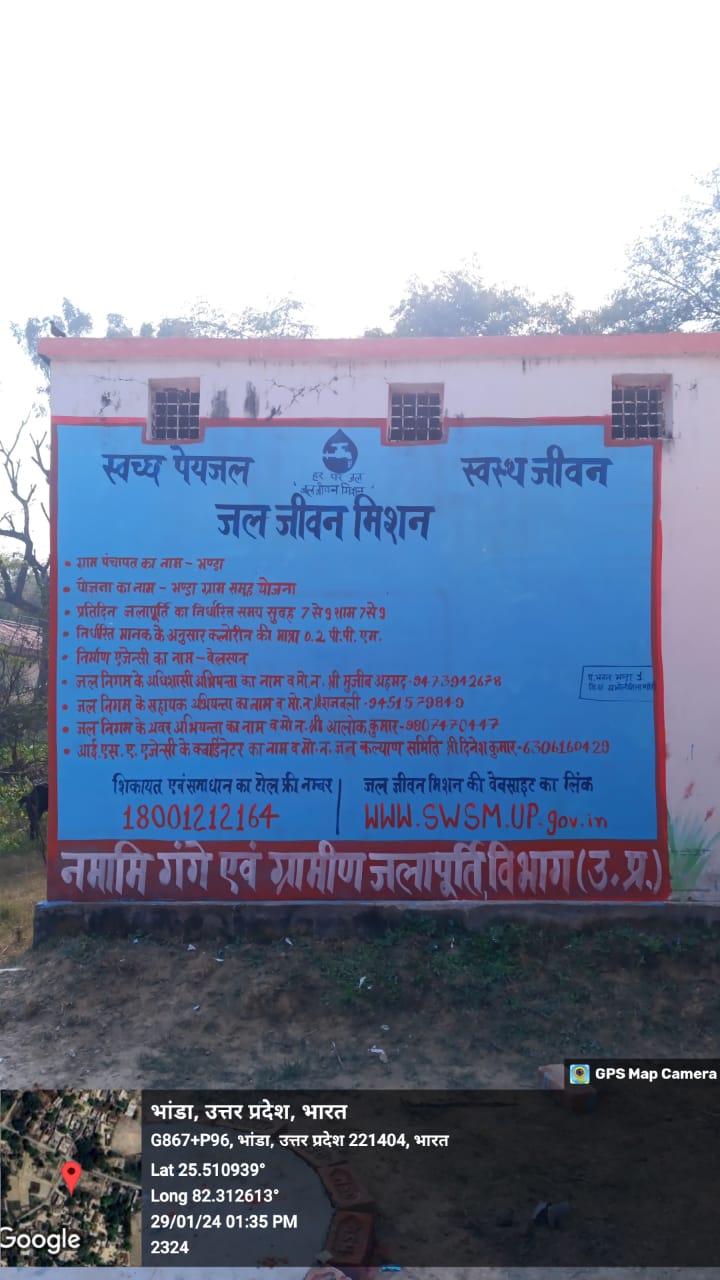 स्वच्छ पेयजल
स्वस्थ जीवन
हर घर जल
जल जीवन मिशन
जल जीवन मिशन
• ग्राम पंचायत का नाम - भण्डा
• योजना का नाम - भण्डा ग्राम समूह योजना
• प्रतिदिन जलापूर्ति का निर्धारित समय सुबह 7 से 9 शाम 7 से 9
• निर्धारित मानक के अनुसार क्लोरीन की मात्रा 0.2 पी.पी.एम.
• निर्माण एजेन्सी का नाम - वेलस्पन
• जल निगम के अधिशासी अभियन्ता का नाम व मो.न. श्री मुजीब अहमद - 9473942678
• जल निगम के सहायक अभियन्ता का नाम व मो.न. - 9451579849
• जल निगम के अवर अभियन्ता का नाम व मो न. श्री आलोक कुमार - 9807470447
• आई.एस.ए. एजेन्सी के क्वार्डिनेटर का नाम व मो.न. जन कल्याण समिति श्री दिनेश कुमार - 6306160429
शिकायत एवं समाधान का टोल फ्री नम्बर
18001212164
जल जीवन मिशन की वेबसाइट का लिंक
WWW.SWSM.UP.gov.in
नमामि गंगे एवं ग्रामीण जलापूर्ति विभाग (उ.प्र.)
GPS Map Camera
भांडा, उत्तर प्रदेश, भारत
G867+P96, भांडा, उत्तर प्रदेश 221404, भारत
Lat 25.510939°
Long 82.312613°
29/01/24 01:35 PM
2324
Google